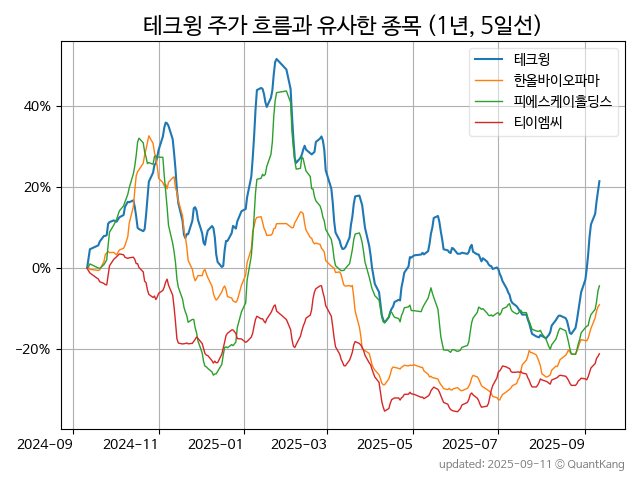 테크윙 주가 흐름과 유사한 종목 (1년, 5일선)
테크윙
한올바이오파마
피에스케이홀딩스
티이엠씨
40%
20%
0%
−20%
2024-09 2024-11 2025-01 2025-03 2025-05 2025-07 2025-09
updated: 2025-09-11 © QuantKang